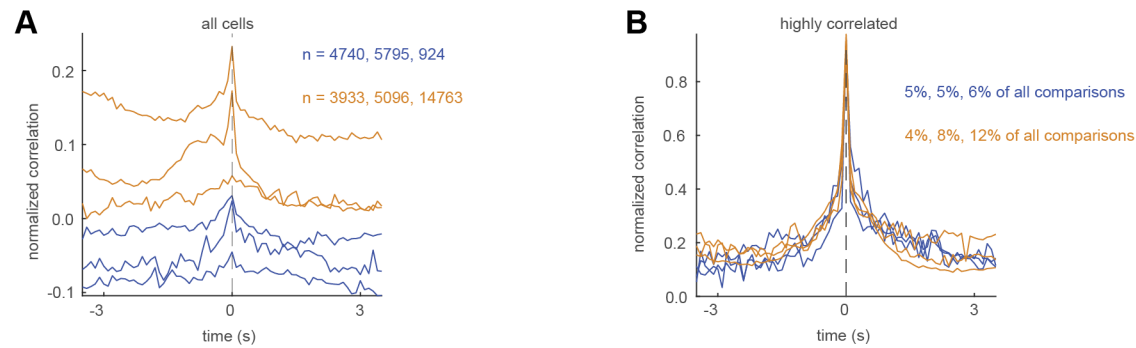 A
all cells
n = 4740, 5795, 924
n = 3933, 5096, 14763
normalized correlation
0.2
0.1
0.0
-0.1
-3
0
3
time (s)
B
highly correlated
5%, 5%, 6% of all comparisons
4%, 8%, 12% of all comparisons
normalized correlation
0.8
0.6
0.4
0.2
0.0
-3
0
3
time (s)